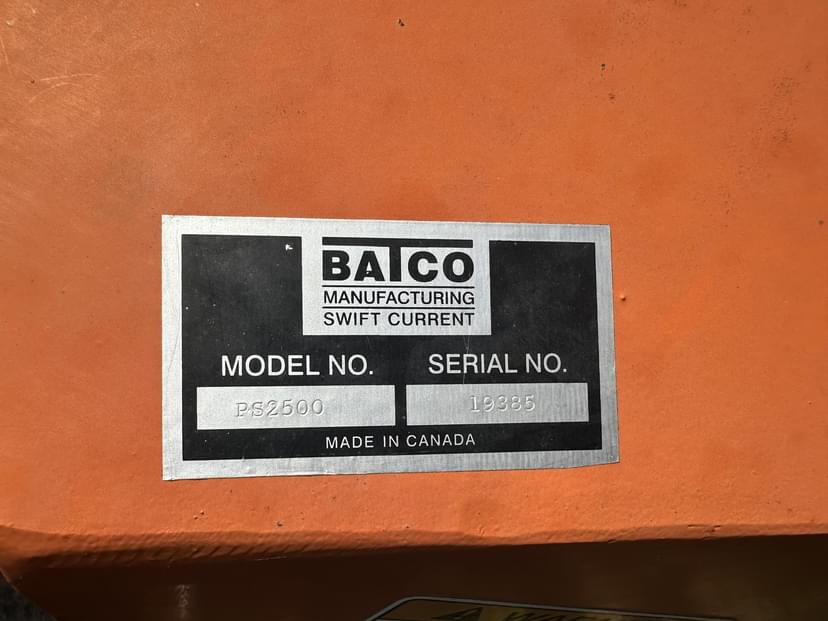 BATCO
MANUFACTURING
SWIFT CURRENT
MODEL NO. SERIAL NO.
PS2500 19385
MADE IN CANADA